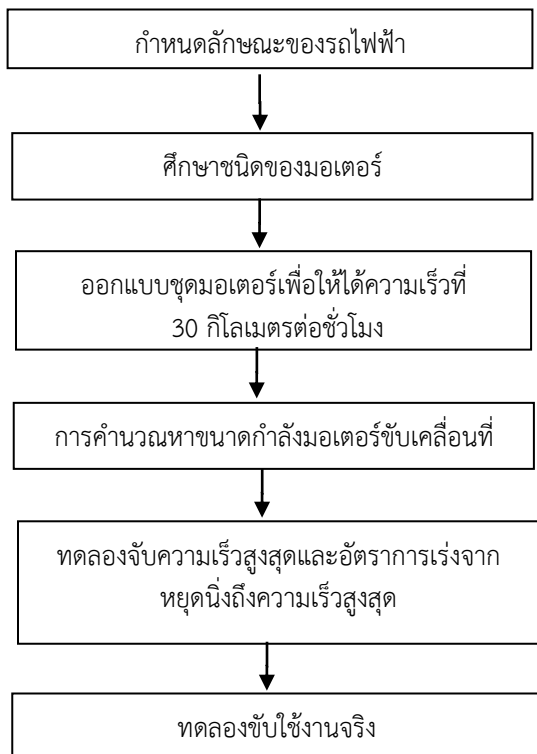 กำหนดลักษณะของรถไฟฟ้า
ศึกษาชนิดของมอเตอร์
ออกแบบชุดมอเตอร์เพื่อให้ได้ความเร็วที่
30 กิโลเมตรต่อชั่วโมง
การคำนวณหาขนาดกำลังมอเตอร์ขับเคลื่อนที่
ทดลองจับความเร็วสูงสุดและอัตราการเร่งจาก
หยุดนิ่งถึงความเร็วสูงสุด
ทดลองขับใช้งานจริง